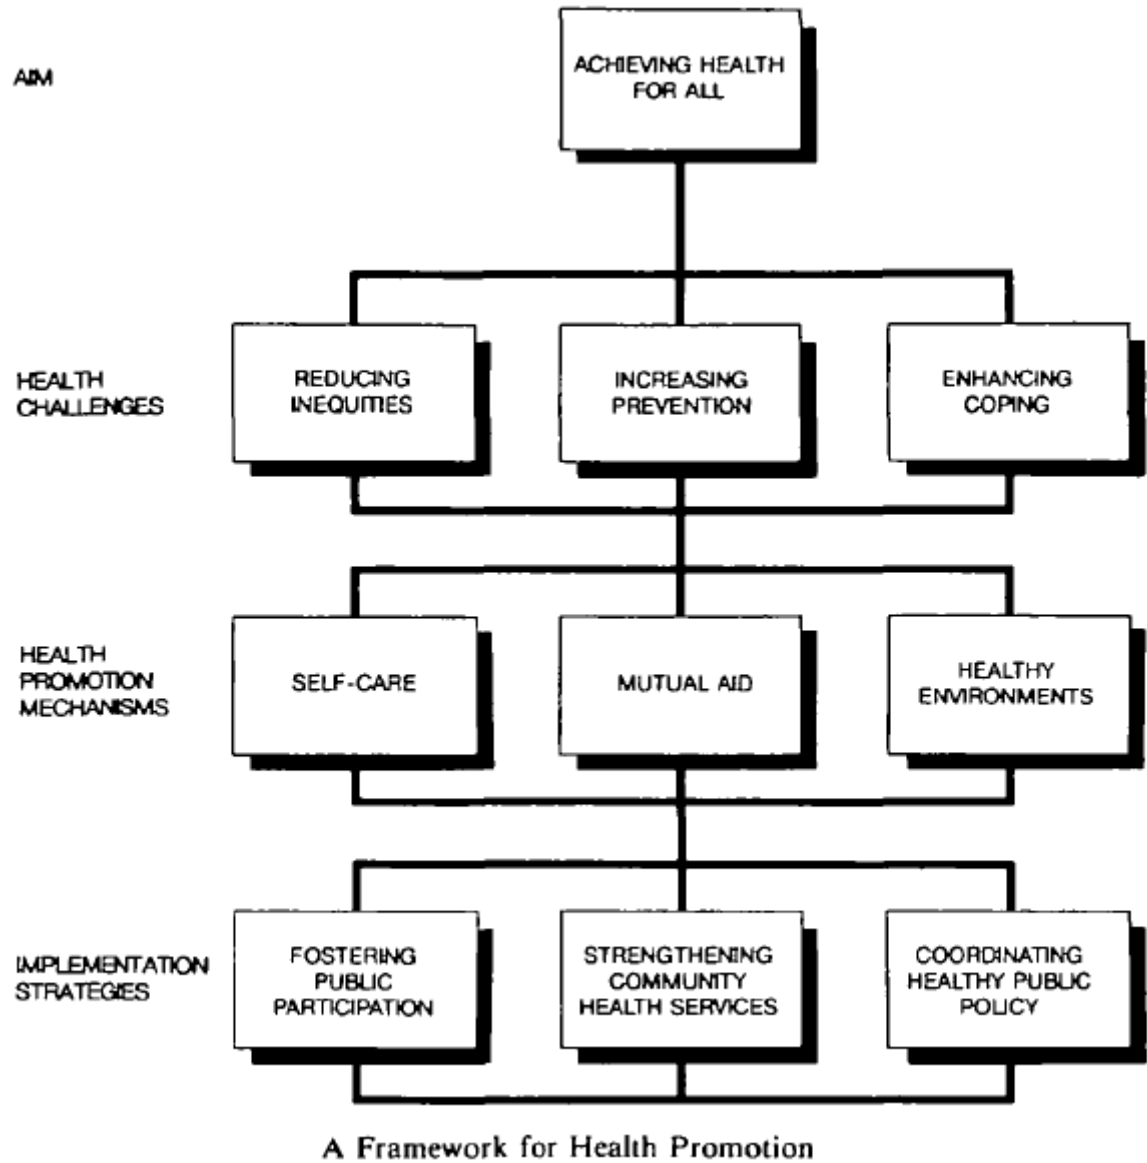 AIM
ACHIEVING HEALTH
FOR ALL
HEALTH
CHALLENGES
REDUCING
INEQUITIES
INCREASING
PREVENTION
ENHANCING
COPING
HEALTH
PROMOTION
MECHANISMS
SELF-CARE
MUTUAL AID
HEALTHY
ENVIRONMENTS
IMPLEMENTATION
STRATEGIES
FOSTERING
PUBLIC
PARTICIPATION
STRENGTHENING
COMMUNITY
HEALTH SERVICES
COORDINATING
HEALTHY PUBLIC
POLICY
A Framework for Health Promotion